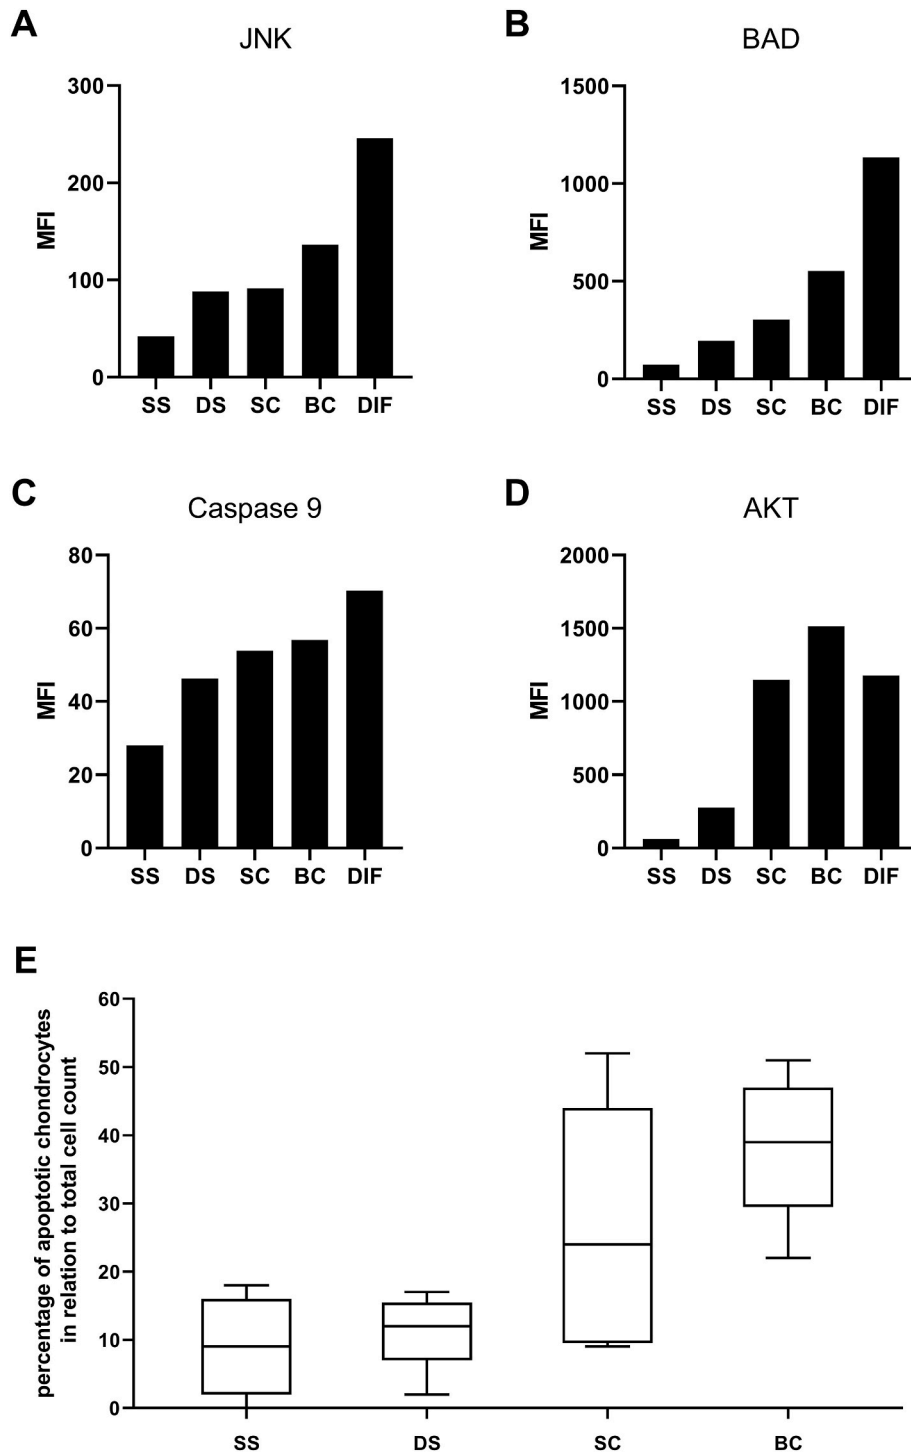 A
JNK
300
200
100
0
MFI
SS DS SC BC DIF
B
BAD
1500
1000
500
0
MFI
SS DS SC BC DIF
C
Caspase 9
80
60
40
20
0
MFI
SS DS SC BC DIF
D
AKT
2000
1500
1000
500
0
MFI
SS DS SC BC DIF
E
percentage of apoptotic chondrocytes
in relation to total cell count
60
50
40
30
20
10
0
SS DS SC BC